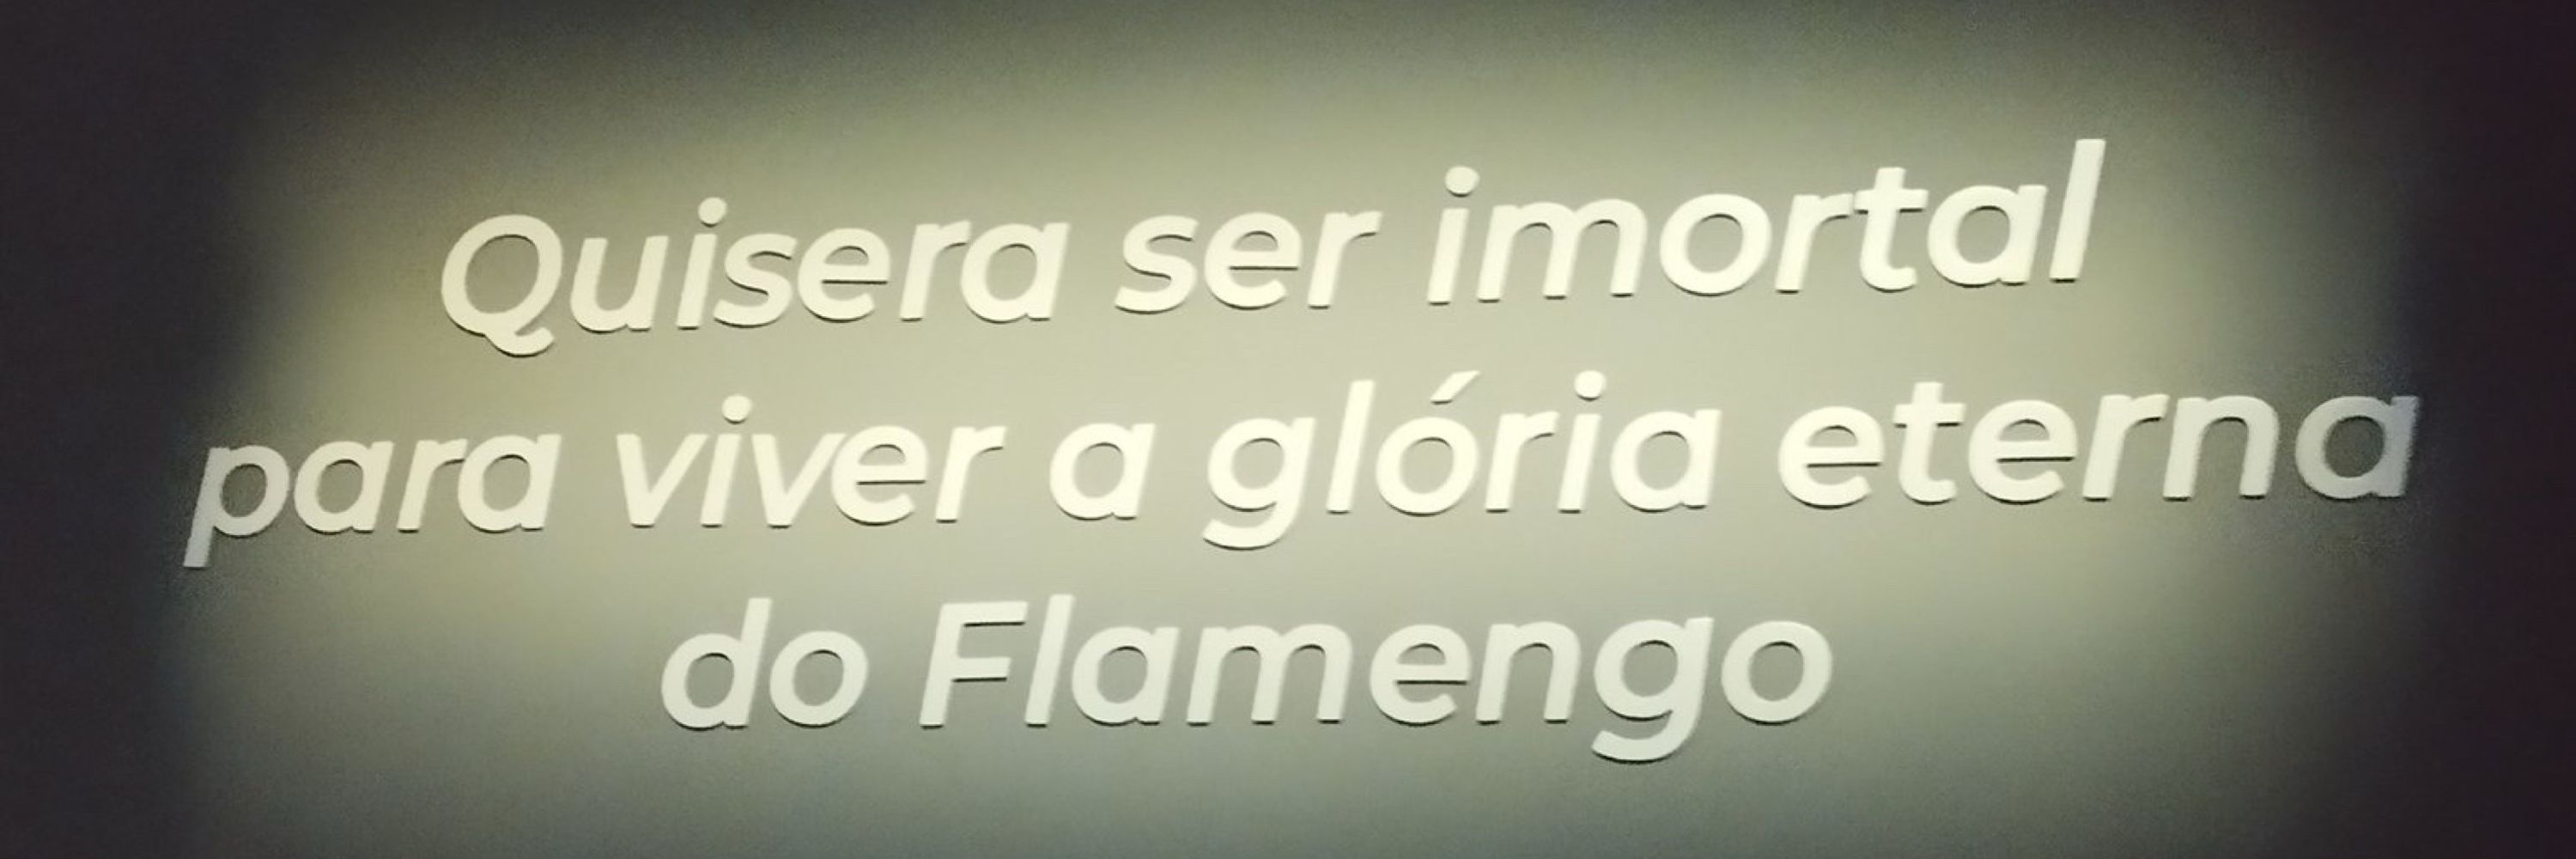 Quisera ser imortal
para viver a glória eterna
do Flamengo